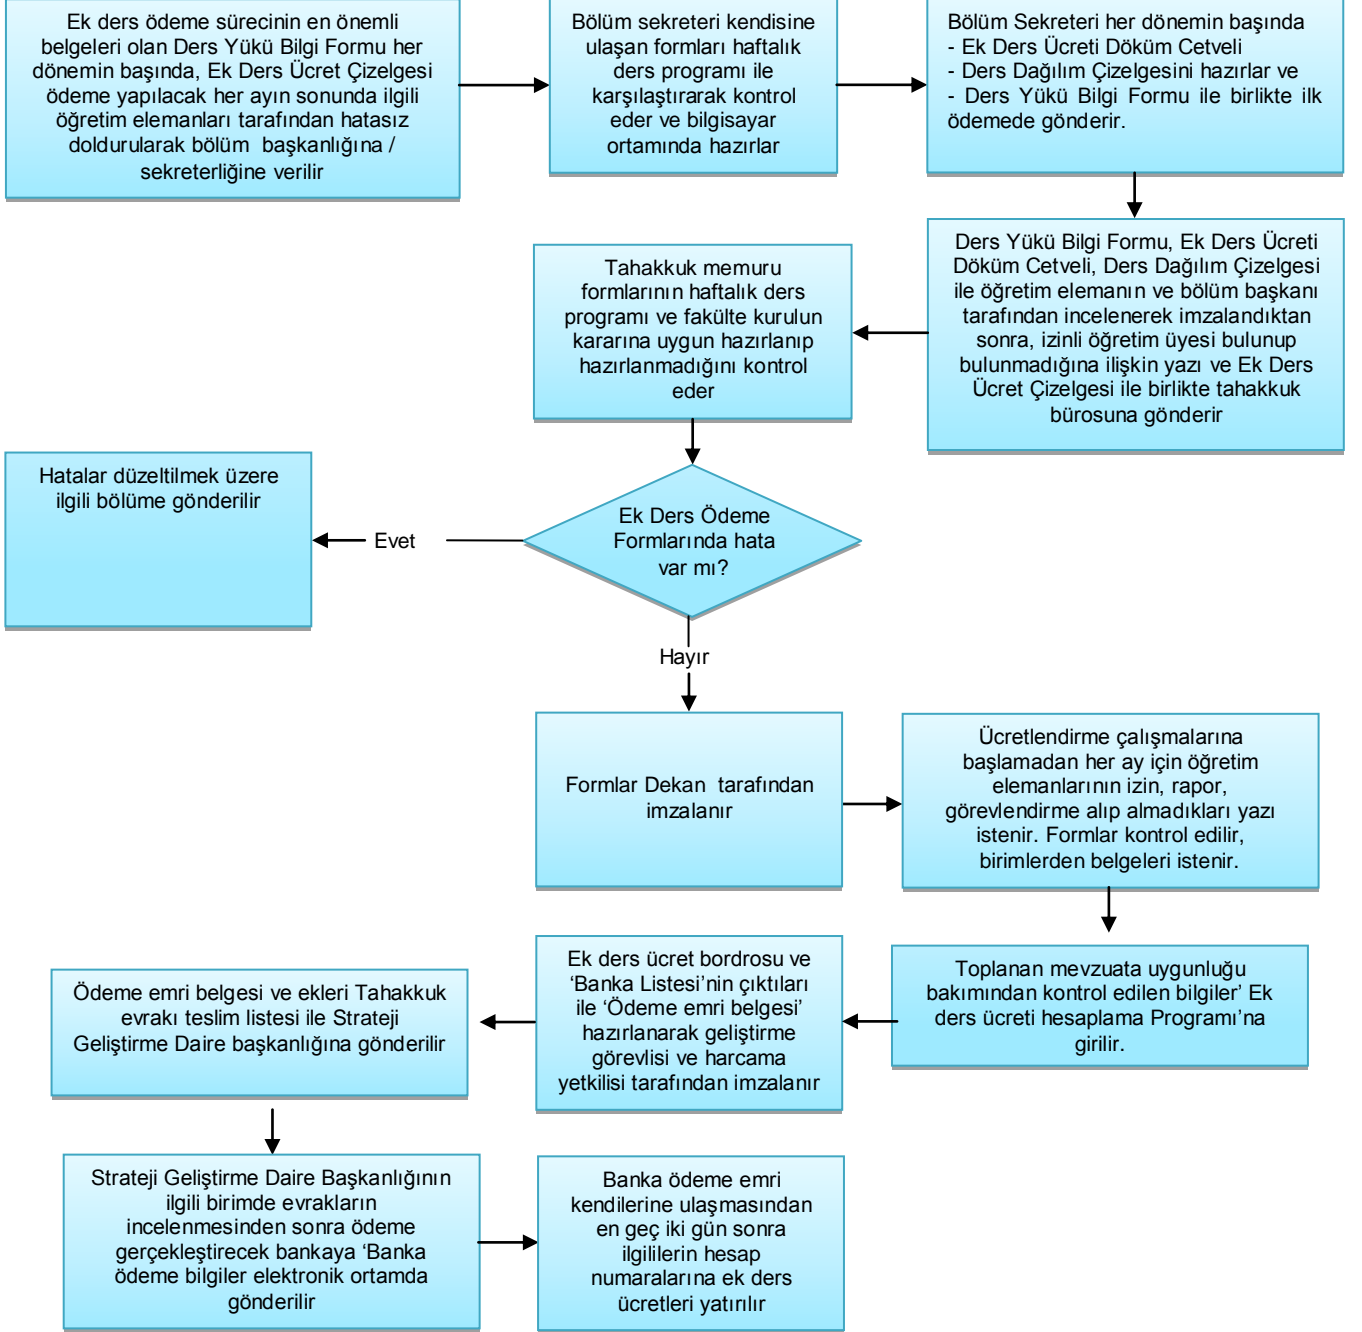 Ek ders ödeme sürecinin en önemli
belgeleri olan Ders Yükü Bilgi Formu her
dönemin başında, Ek Ders Ücret Çizelgesi
ödeme yapılacak her ayın sonunda ilgili
öğretim elemanları tarafından hatasız
doldurularak bölüm başkanlığına /
sekreterliğine verilir
Bölüm sekreteri kendisine
ulaşan formları haftalık
ders programı ile
karşılaştırarak kontrol
eder ve bilgisayar
ortamında hazırlar
Bölüm Sekreteri her dönemin başında
- Ek Ders Ücreti Döküm Cetveli
- Ders Dağılım Çizelgesini hazırlar ve
- Ders Yükü Bilgi Formu ile birlikte ilk
ödemede gönderir.
Ders Yükü Bilgi Formu, Ek Ders Ücreti
Döküm Cetveli, Ders Dağılım Çizelgesi
ile öğretim elemanın ve bölüm başkanı
tarafından incelenerek imzalandıktan
sonra, izinli öğretim üyesi bulunup
bulunmadığına ilişkin yazı ve Ek Ders
Ücret Çizelgesi ile birlikte tahakkuk
bürosuna gönderir
Tahakkuk memuru
formlarının haftalık ders
programı ve fakülte kurulun
kararına uygun hazırlanıp
hazırlanmadığını kontrol
eder
Ek Ders Ödeme
Formlarında hata
var mı?
Evet
Hatalar düzeltilmek üzere
ilgili bölüme gönderilir
Hayır
Formlar Dekan tarafından
imzalanır
Ücretlendirme çalışmalarına
başlamadan her ay için öğretim
elemanlarının izin, rapor,
görevlendirme alıp almadıkları yazı
istenir. Formlar kontrol edilir,
birimlerden belgeleri istenir.
Toplanan mevzuata uygunluğu
bakımından kontrol edilen bilgiler’ Ek
ders ücreti hesaplama Programı’na
girilir.
Ek ders ücret bordrosu ve
‘Banka Listesi’nin çıktıları
ile ‘Ödeme emri belgesi’
hazırlanarak geliştirme
görevlisi ve harcama
yetkilisi tarafından imzalanır
Ödeme emri belgesi ve ekleri Tahakkuk
evrakı teslim listesi ile Strateji
Geliştirme Daire başkanlığına gönderilir
Strateji Geliştirme Daire Başkanlığının
ilgili birimde evrakların
incelenmesinden sonra ödeme
gerçekleştirecek bankaya ‘Banka
ödeme bilgiler elektronik ortamda
gönderilir
Banka ödeme emri
kendilerine ulaşmasından
en geç iki gün sonra
ilgililerin hesap
numaralarına ek ders
ücretleri yatırılır